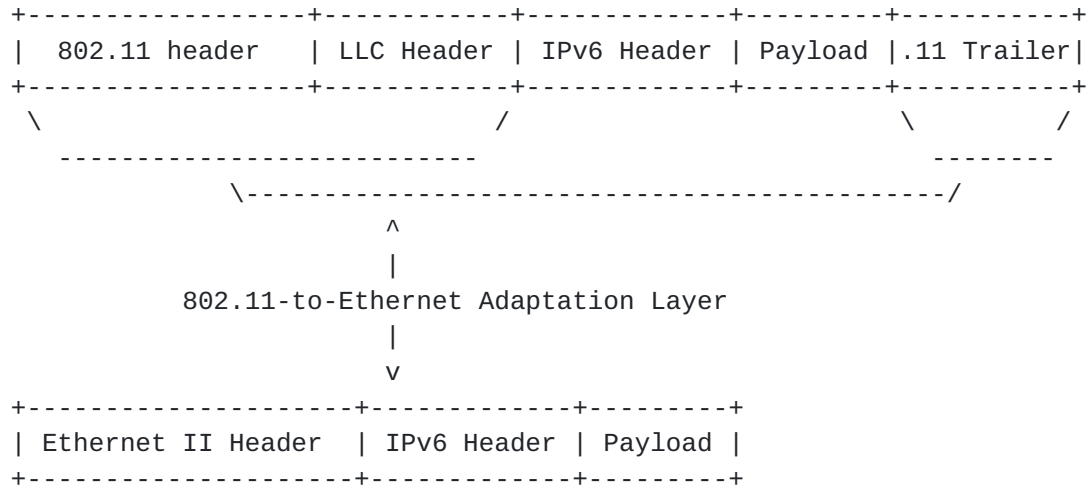 802.11 header | LLC Header | IPv6 Header | Payload |.11 Trailer
802.11-to-Ethernet Adaptation Layer
Ethernet II Header | IPv6 Header | Payload